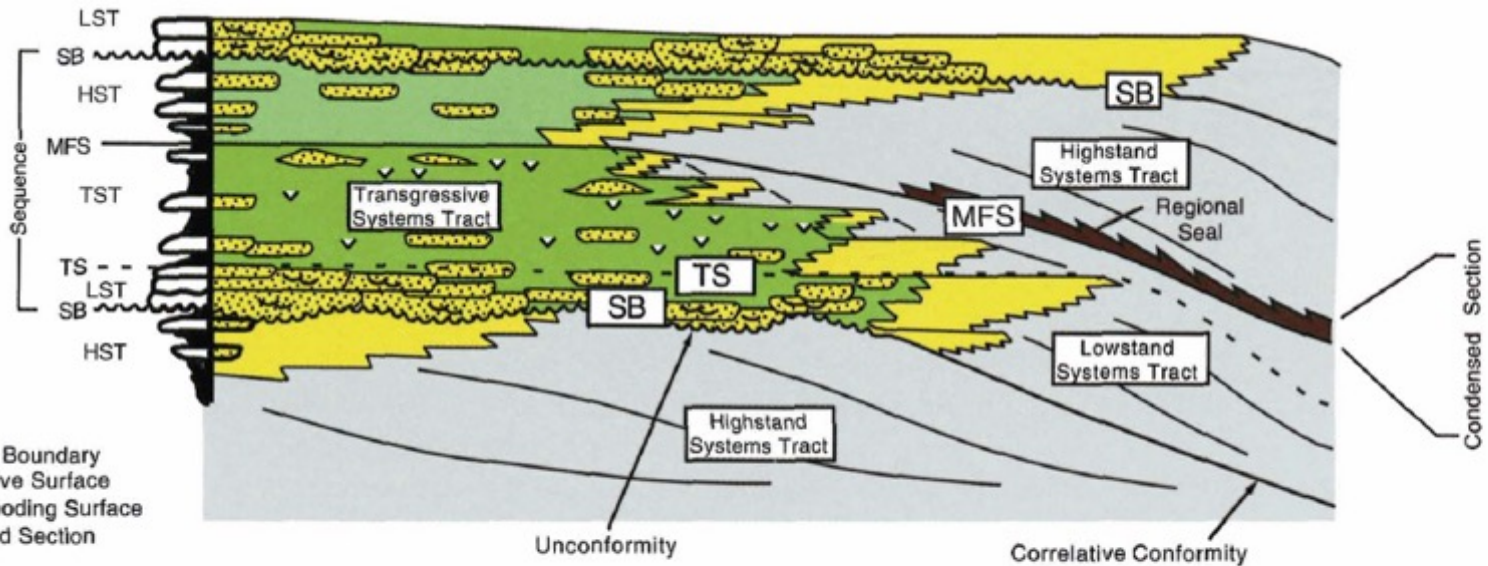 LST
SB
HST
MFS
TST
TS
LST
SB
HST
Sequence
Transgressive
Systems Tract
SB
TS
SB
Highstand
Systems Tract
MFS
Regional
Seal
Lowstand
Systems Tract
Highstand
Systems Tract
Condensed Section
Boundary
ve Surface
ooding Surface
d Section
Unconformity
Correlative Conformity